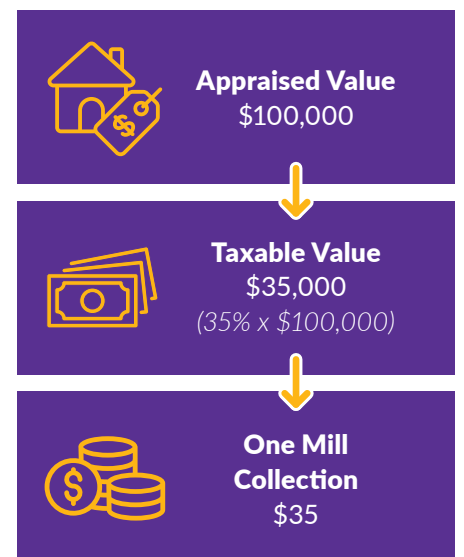 Appraised Value
$100,000
$
Taxable Value
$35,000
(35% x $100,000)
One Mill
Collection
$35
$